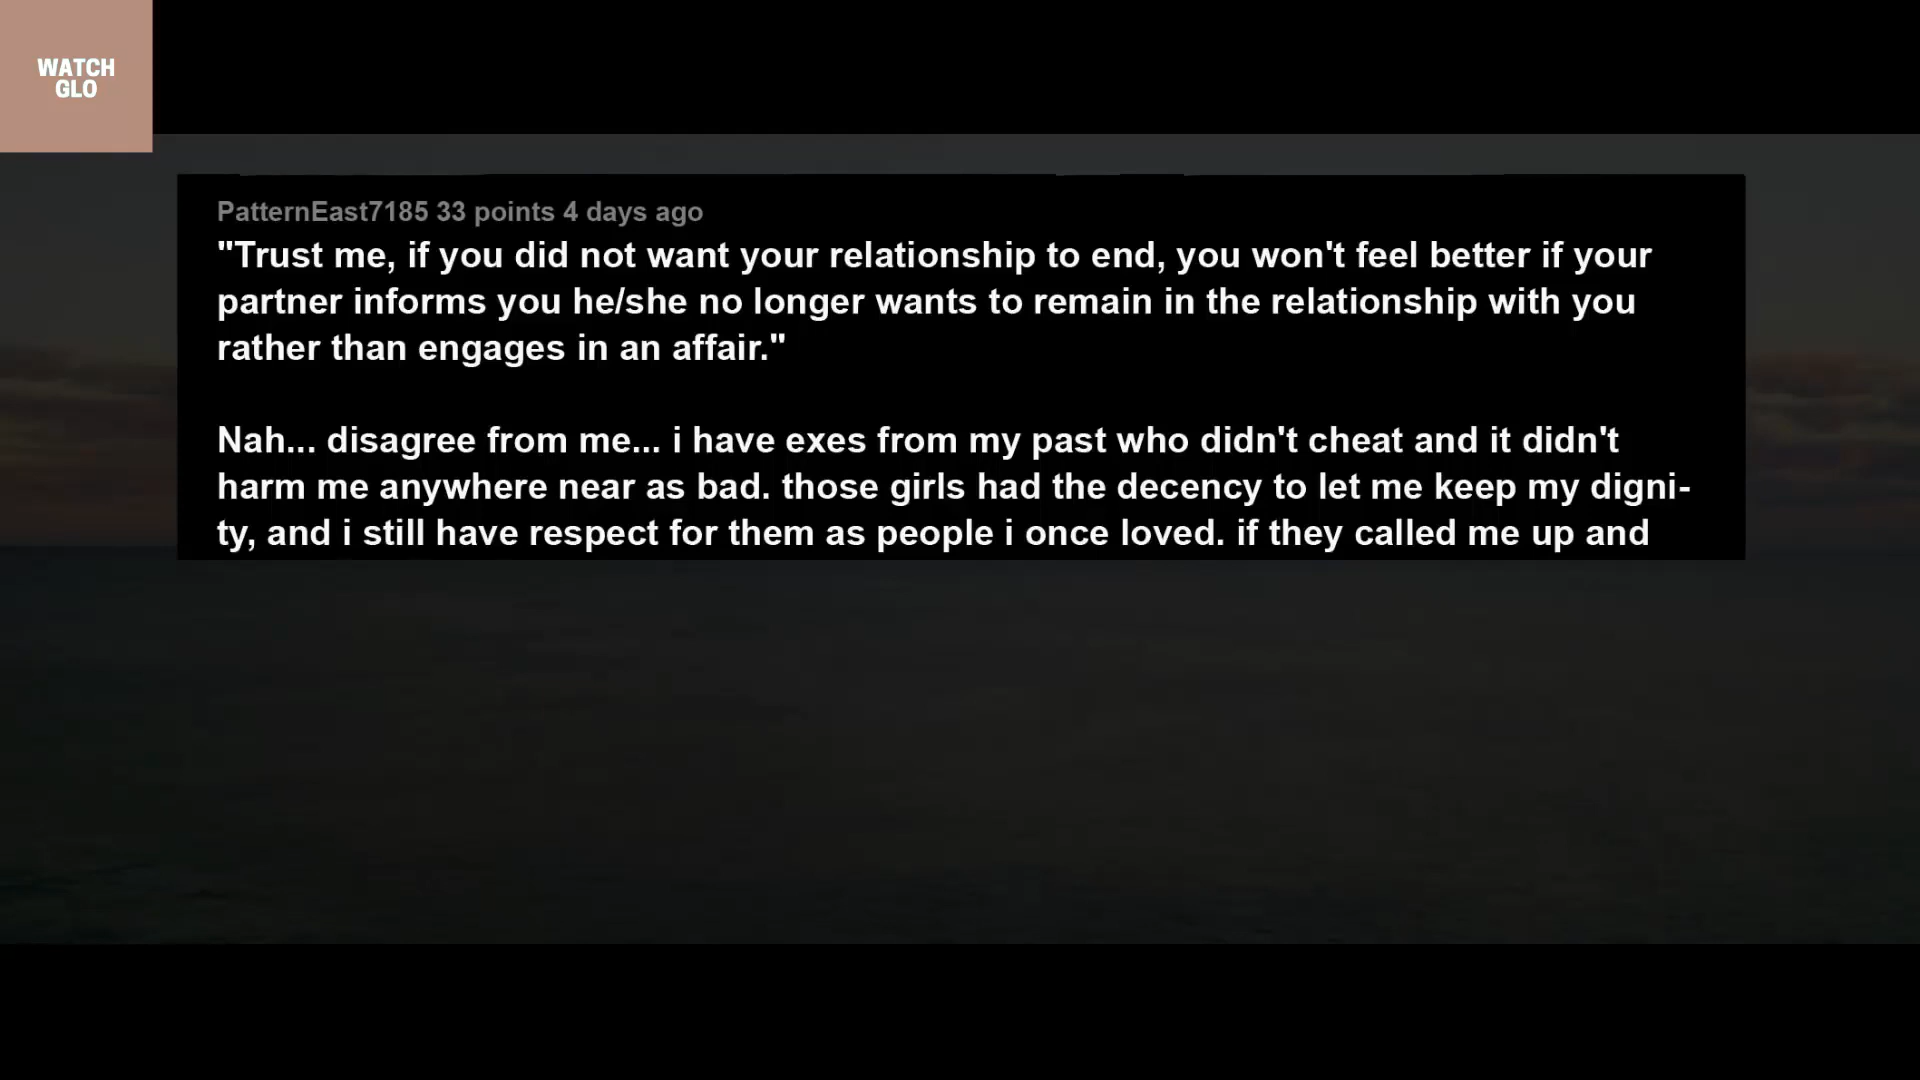 WATCH
GLO
PatternEast7185 33 points 4 days ago
"Trust me, if you did not want your relationship to end, you won't feel better if your
partner informs you he/she no longer wants to remain in the relationship with you
rather than engages in an affair."
Nah... disagree from me... i have exes from my past who didn't cheat and it didn't
harm me anywhere near as bad. those girls had the decency to let me keep my digni-
ty, and i still have respect for them as people i once loved. if they called me up and